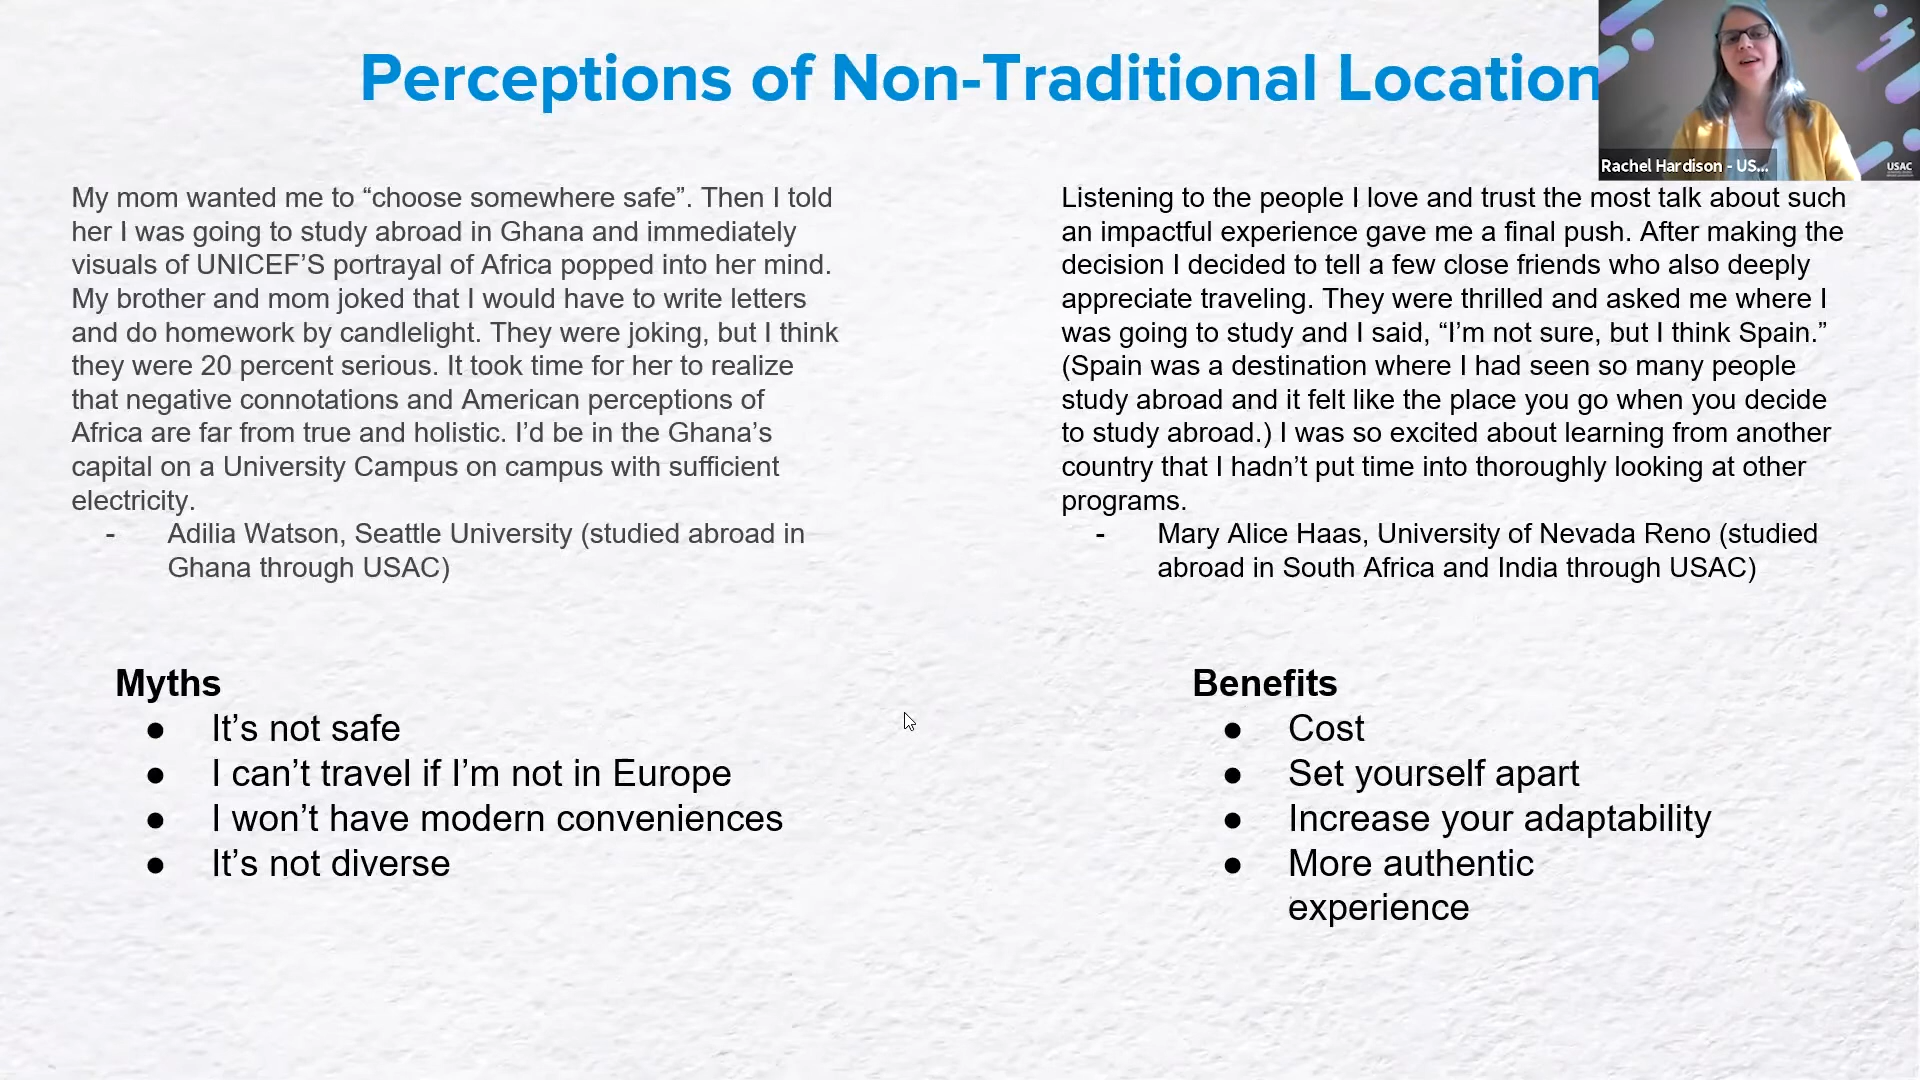 Perceptions of Non-Traditional Location
Rachel Hardison - US...
USAC
My mom wanted me to “choose somewhere safe”. Then I told
her I was going to study abroad in Ghana and immediately
visuals of UNICEF’S portrayal of Africa popped into her mind.
My brother and mom joked that I would have to write letters
and do homework by candlelight. They were joking, but I think
they were 20 percent serious. It took time for her to realize
that negative connotations and American perceptions of
Africa are far from true and holistic. I’d be in the Ghana’s
capital on a University Campus on campus with sufficient
electricity.
- Adilia Watson, Seattle University (studied abroad in
Ghana through USAC)
Listening to the people I love and trust the most talk about such
an impactful experience gave me a final push. After making the
decision I decided to tell a few close friends who also deeply
appreciate traveling. They were thrilled and asked me where I
was going to study and I said, “I’m not sure, but I think Spain.”
(Spain was a destination where I had seen so many people
study abroad and it felt like the place you go when you decide
to study abroad.) I was so excited about learning from another
country that I hadn’t put time into thoroughly looking at other
programs.
- Mary Alice Haas, University of Nevada Reno (studied
abroad in South Africa and India through USAC)
Myths
● It’s not safe
● I can’t travel if I’m not in Europe
● I won’t have modern conveniences
● It’s not diverse
Benefits
● Cost
● Set yourself apart
● Increase your adaptability
● More authentic
experience